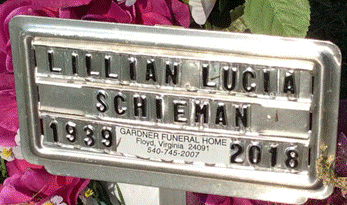 LILLIAN LUCIA
SCHIEMAN
1939 2018
GARDNER FUNERAL HOME
Floyd, Virginia 24091
540-745-2007